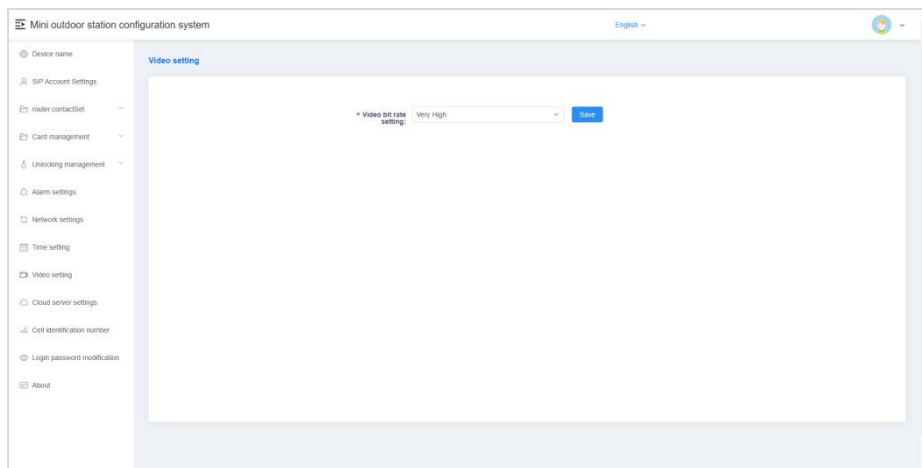 Mini outdoor station configuration system
English
Device name
SIP Account Settings
router.contactSet
Card management
Unlocking management
Alarm settings
Network settings
Time setting
Video setting
Cloud server settings
Cell identification number
Login password modification
About
Video setting
* Video bit rate
setting:
Very High
Save